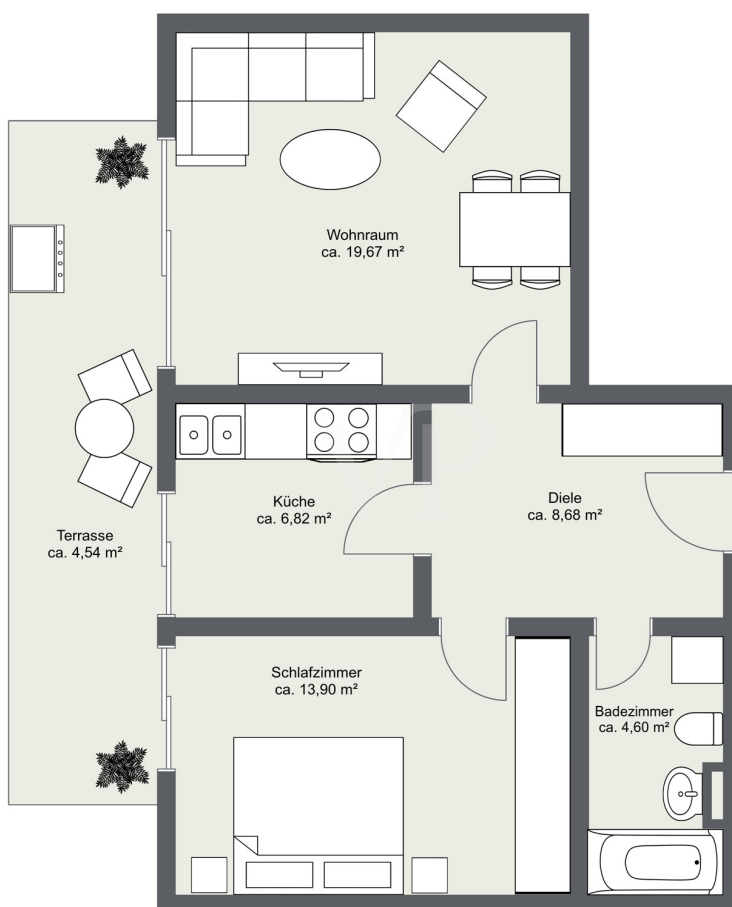 Wohnraum
ca. 19,67 m²
Küche
ca. 6,82 m²
Diele
ca. 8,68 m²
Terrasse
ca. 4,54 m²
Schlafzimmer
ca. 13,90 m²
Badezimmer
ca. 4,60 m²